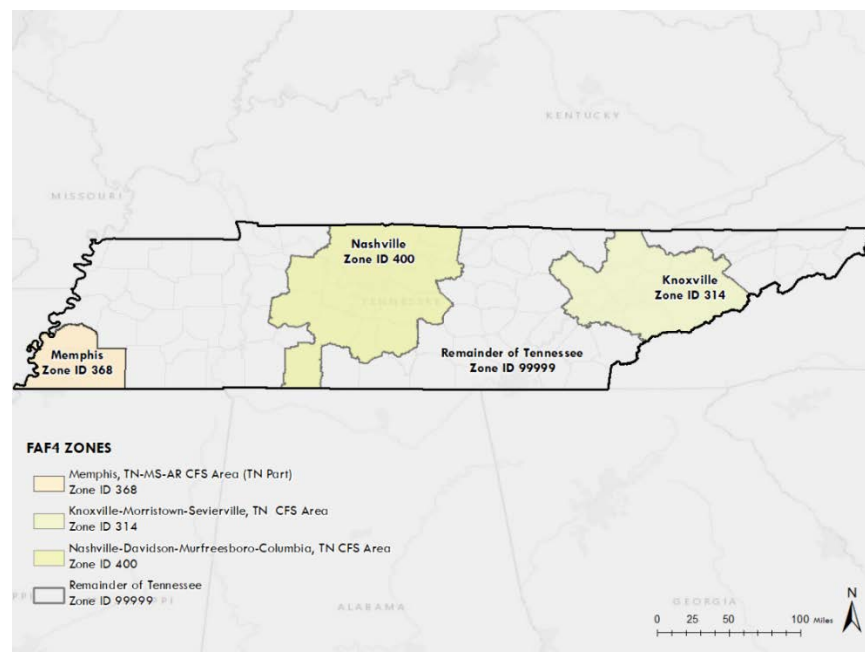 KENTUCKY
MISSOURI
Nashville
Zone ID 400
TENNESSEE
Knoxville
Zone ID 314
Remainder of Tennessee
Zone ID 99999
Memphis
Zone ID 368
FAF4 ZONES
Memphis, TN-MS-AR CFS Area (TN Part)
Zone ID 368
Knoxville-Morristown-Sevierville, TN CFS Area
Zone ID 314
Nashville-Davidson-Murfreesboro-Columbia, TN CFS Area
Zone ID 400
Remainder of Tennessee
Zone ID 99999
ALABAMA
GEORGIA
N
0 25 50 100 Miles